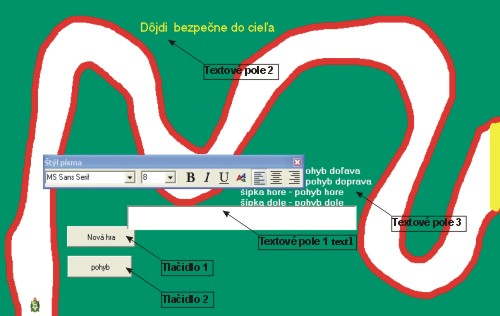 Dôjdi bezpečne do cieľa
Textové pole 2
Štýl písma
MS Sans Serif
8
B I U
ohyb doľava
pohyb doprava
šípka hore - pohyb hore
šípka dole - pohyb dole
Textové pole 3
Nová hra
Textové pole 1 text1
Tlačidlo 1
pohyb
Tlačidlo 2